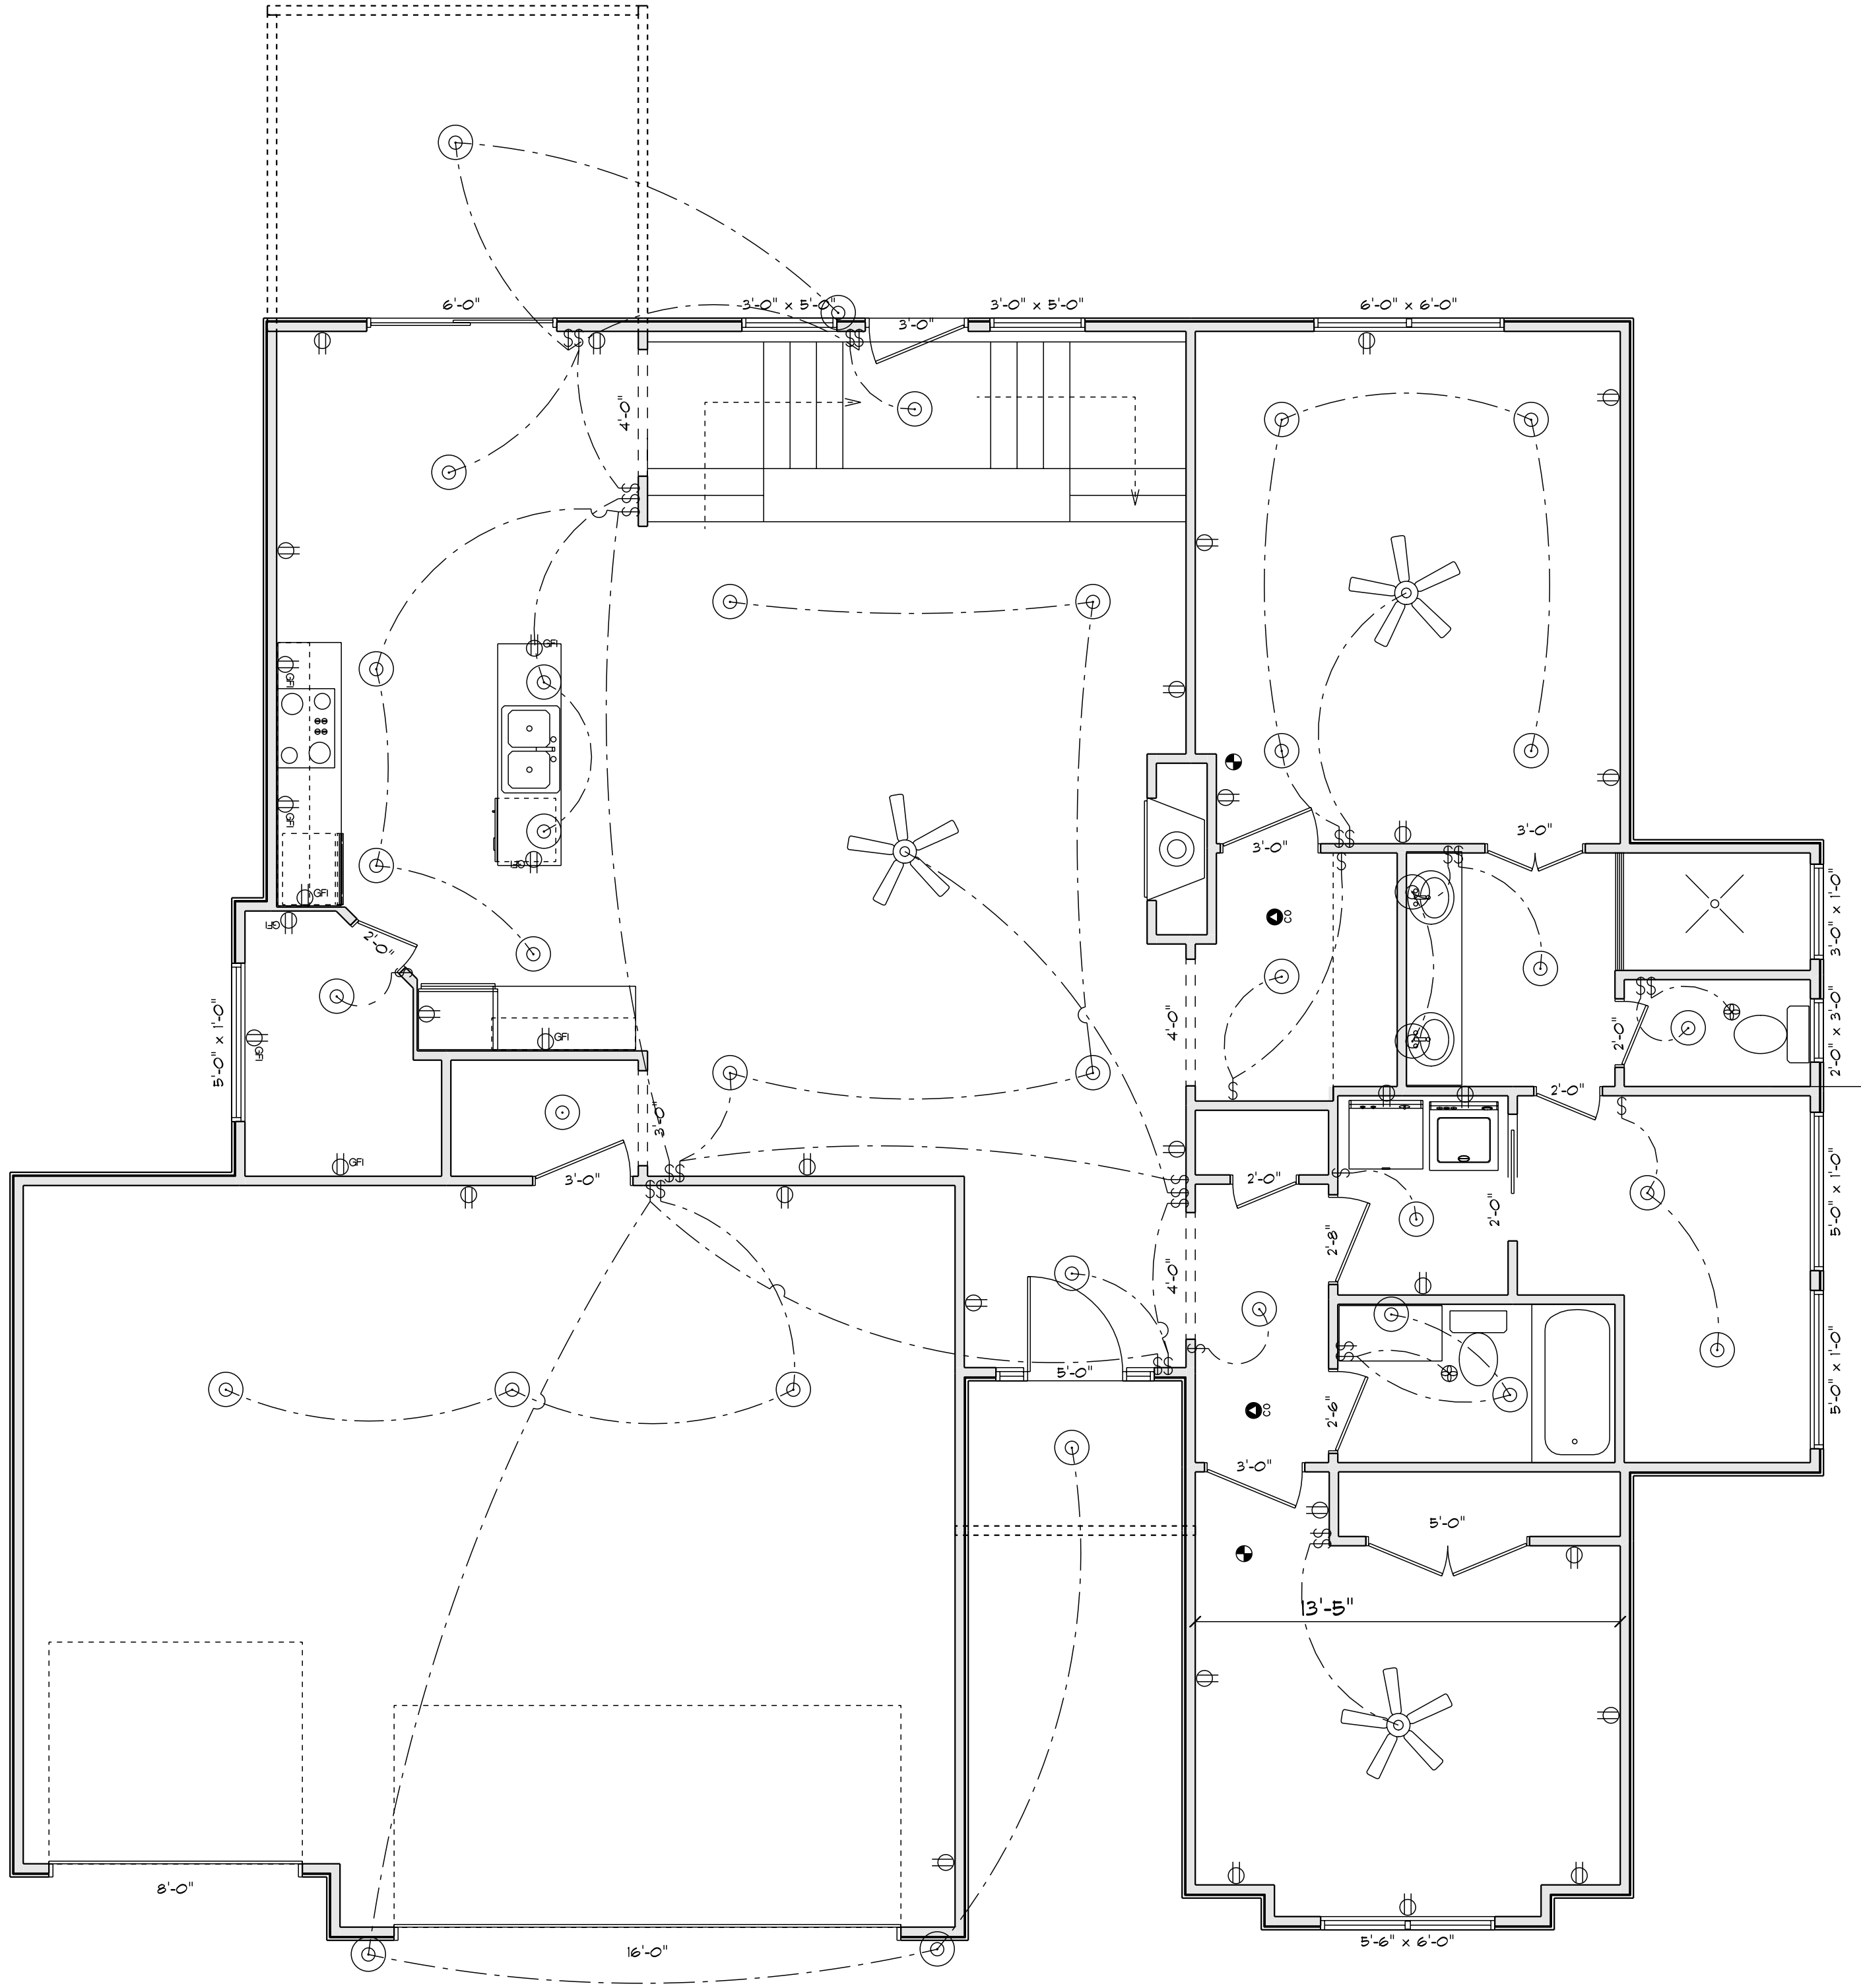 6'-0"
3'-0" x 5'-0"
3'-0"
3'-0" x 5'-0"
6'-0" x 6'-0"
4'-0"
$$
$$
$
$
$
GFI
GFI
GFI
GFI
GFI
GFI
2'-0"
$
3'-0"
$$
$
3'-0"
$$
3'-0" x 1'-0"
CO
4'-0"
$
$$
2'-0"
2'-0" x 3'-0"
2'-0"
$
5'-0" x 1'-0"
GFI
GFI
GFI
3'-0"
3'-0"
$$
$$
$
$
$
2'-0"
$
2'-8"
2'-0"
5'-0" x 1'-0"
4'-0"
5'-0"
$$
$
$
$
CO
2'-6"
5'-0" x 1'-0"
3'-0"
$
$
5'-0"
13'-5"
8'-0"
16'-0"
5'-6" x 6'-0"